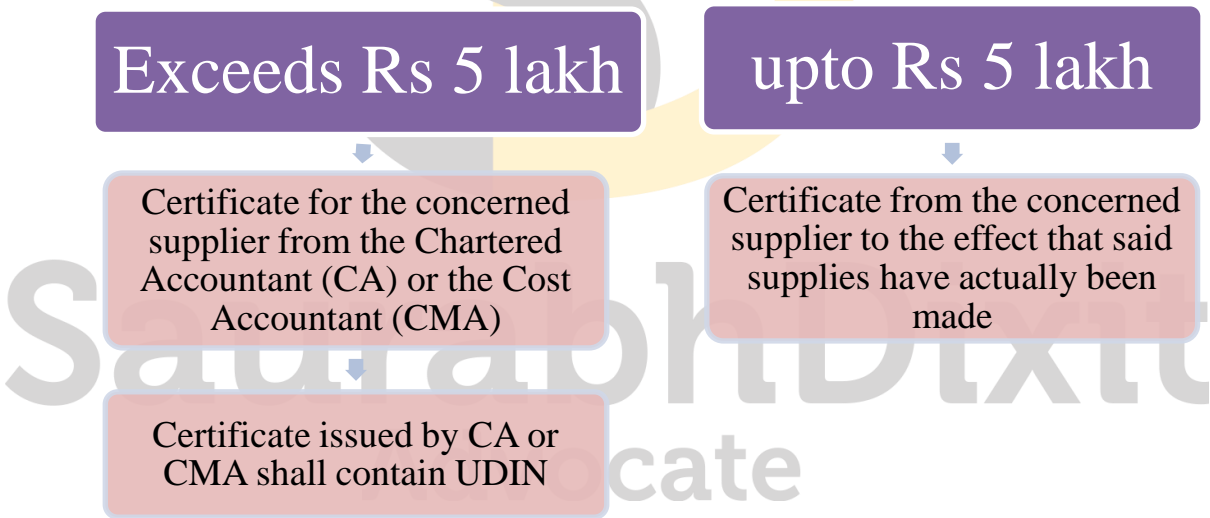 Exceeds Rs 5 lakh
upto Rs 5 lakh
Certificate for the concerned
supplier from the Chartered
Accountant (CA) or the Cost
Accountant (CMA)
Certificate from the concerned
supplier to the effect that said
supplies have actually been
made
Certificate issued by CA or
CMA shall contain UDIN
SaurabhDixit
Advocate